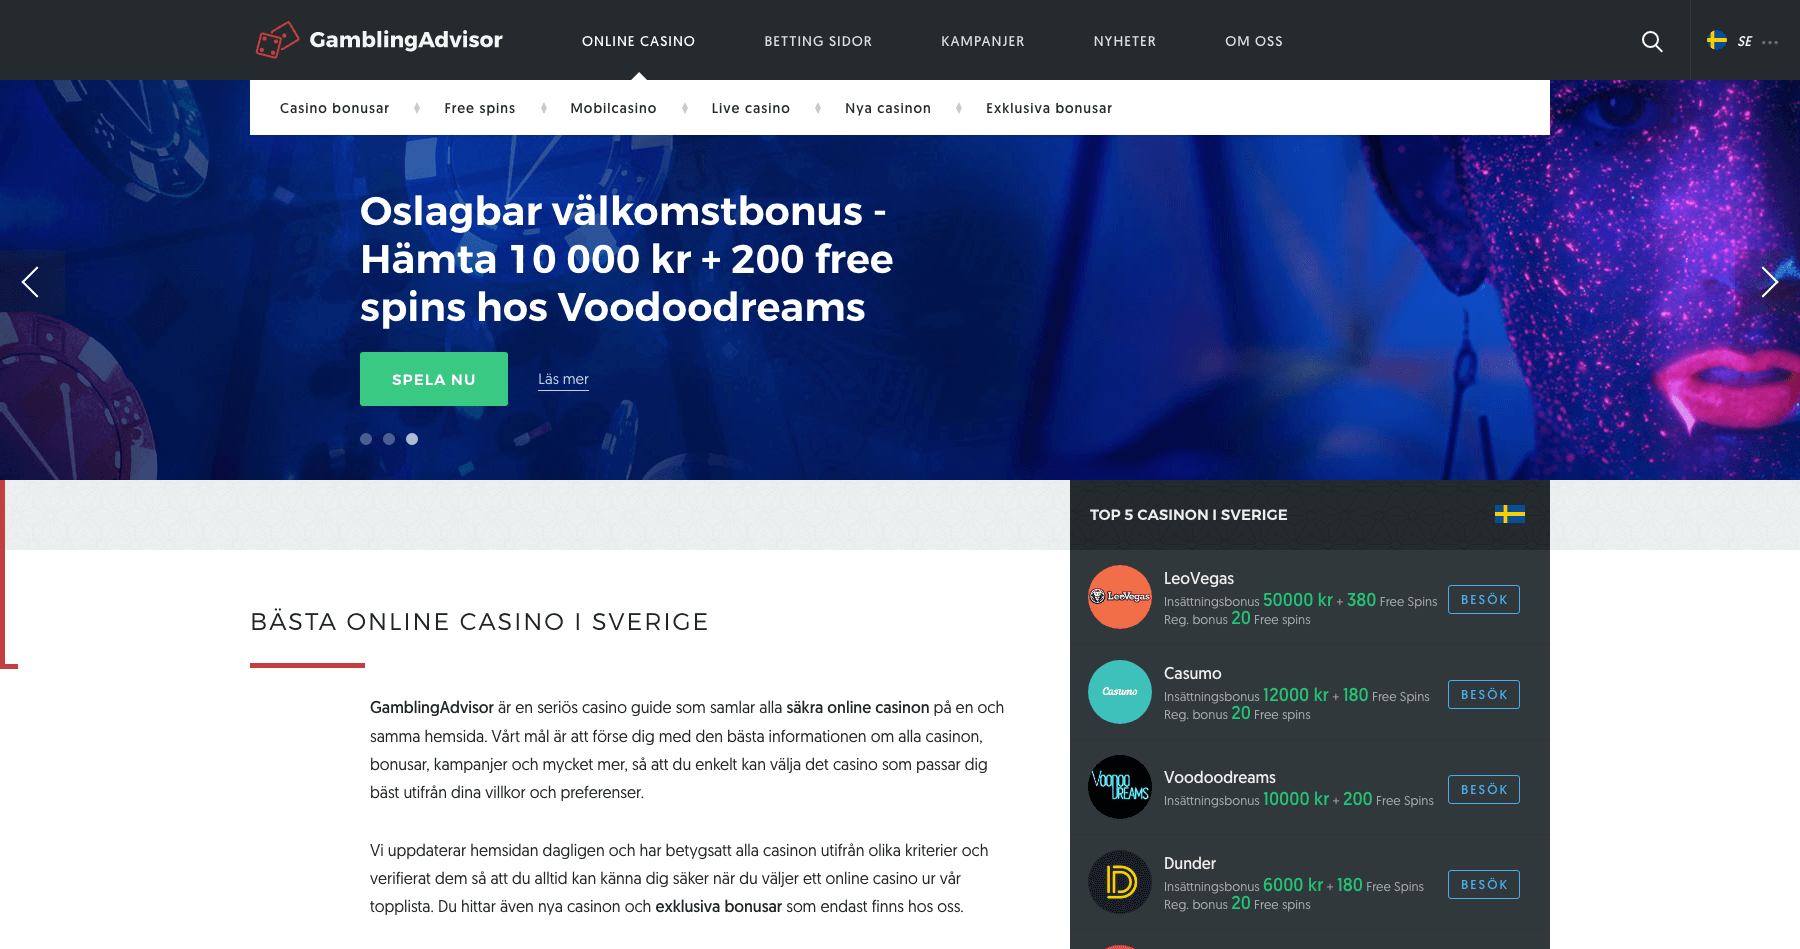 GamblingAdvisor
ONLINE CASINO
BETTING SIDOR
KAMPANJER
NYHETER
OM OSS
SE
Casino bonusar
Free spins
Mobilcasino
Live casino
Nya casinon
Exklusiva bonusar
Oslagbar välkomstbonus -
Hämta 10 000 kr + 200 free
spins hos Voodoodreams
SPELA NU
Läs mer
BÄSTA ONLINE CASINO I SVERIGE
GamblingAdvisor är en seriös casino guide som samlar alla säkra online casinon på en och
samma hemsida. Vårt mål är att förse dig med den bästa informationen om alla casinon,
bonusar, kampanjer och mycket mer, så att du enkelt kan välja det casino som passar dig
bäst utifrån dina villkor och preferenser.
Vi uppdaterar hemsidan dagligen och har betygsatt alla casinon utifrån olika kriterier och
verifierat dem så att du alltid kan känna dig säker när du väljer ett online casino ur vår
topplista. Du hittar även nya casinon och exklusiva bonusar som endast finns hos oss.
TOP 5 CASINON I SVERIGE
LeoVegas
LeoVegas
Insättningsbonus 50000 kr + 380 Free Spins
Reg. bonus 20 Free spins
BESÖK
Casumo
Casumo
Insättningsbonus 12000 kr + 180 Free Spins
Reg. bonus 20 Free spins
BESÖK
VOODOO
DREAMS
Voodoodreams
Insättningsbonus 10000 kr + 200 Free Spins
BESÖK
D
Dunder
Insättningsbonus 6000 kr + 180 Free Spins
Reg. bonus 20 Free spins
BESÖK